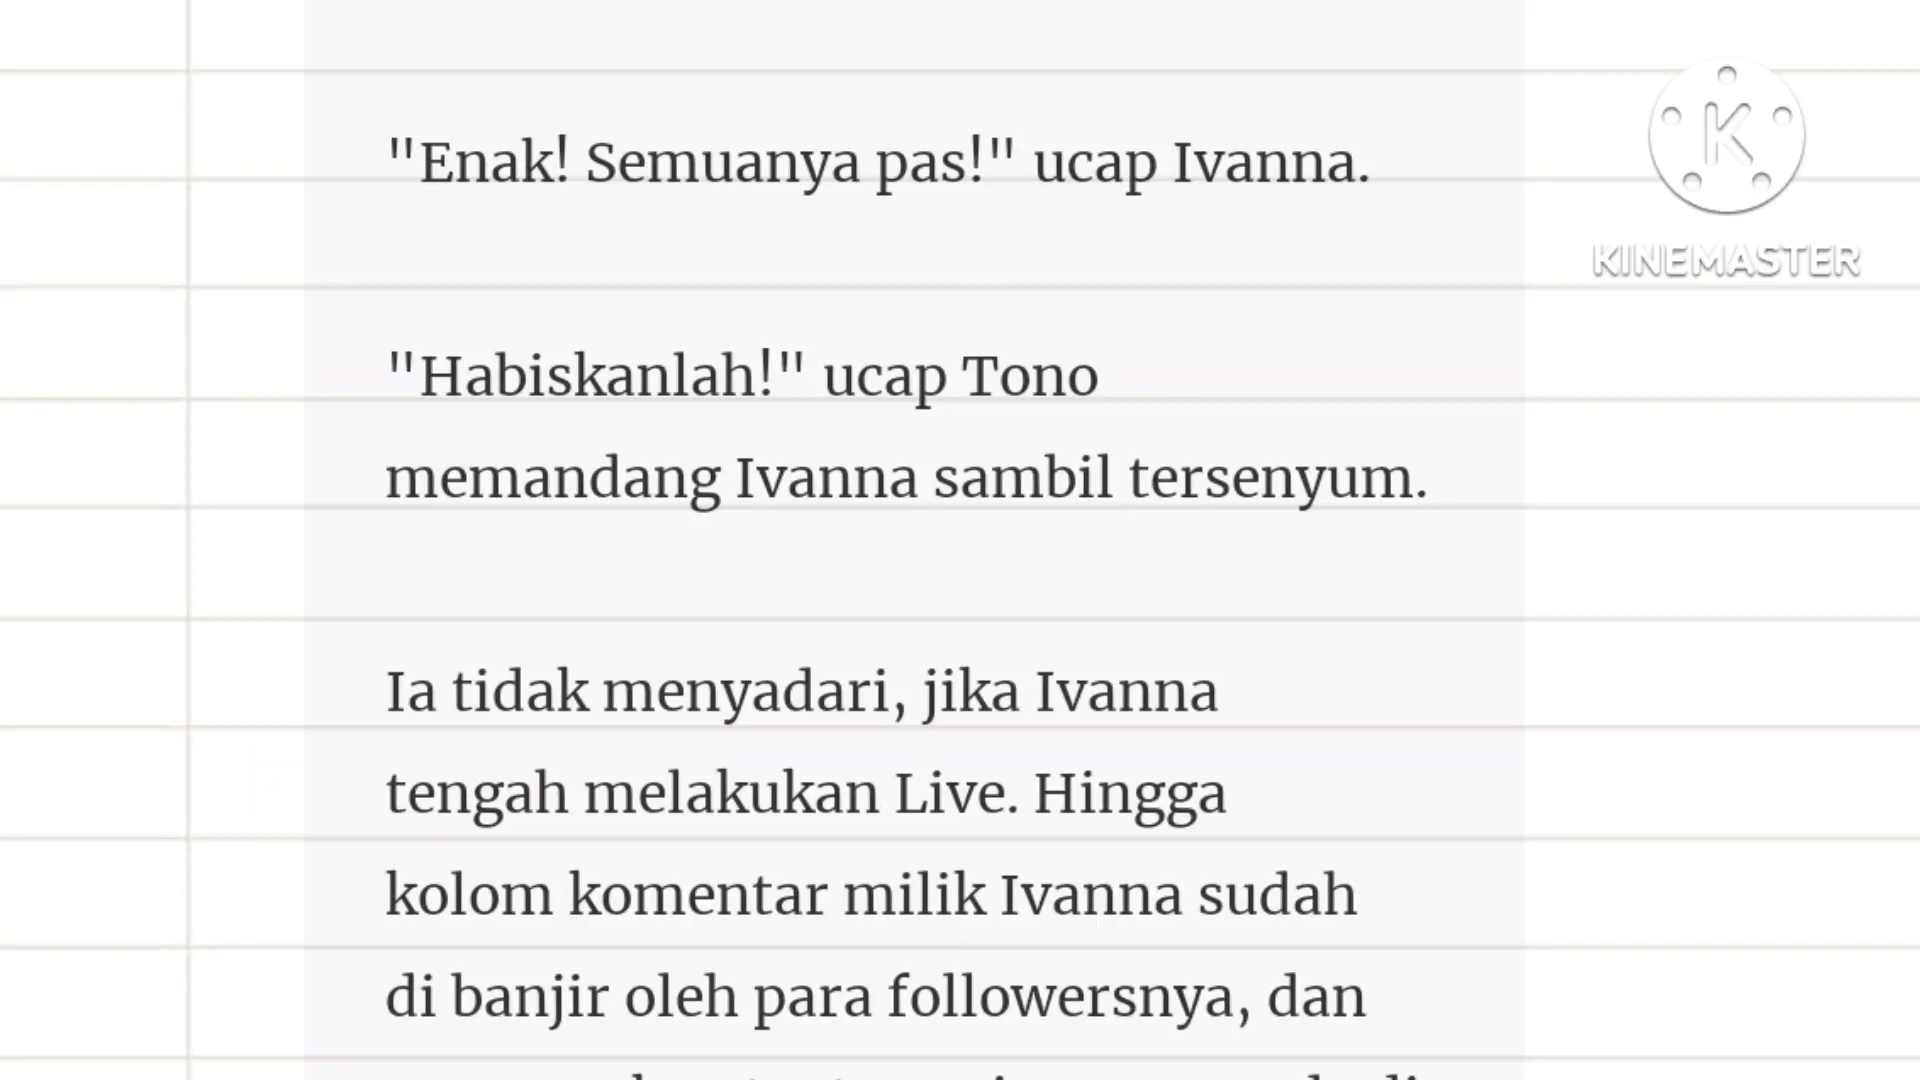 "Enak! Semuanya pas!" ucap Ivanna.
KINEMASTER
"Habiskanlah!" ucap Tono
memandang Ivanna sambil tersenyum.
Ia tidak menyadari, jika Ivanna
tengah melakukan Live. Hingga
kolom komentar milik Ivanna sudah
di banjir oleh para followersnya, dan